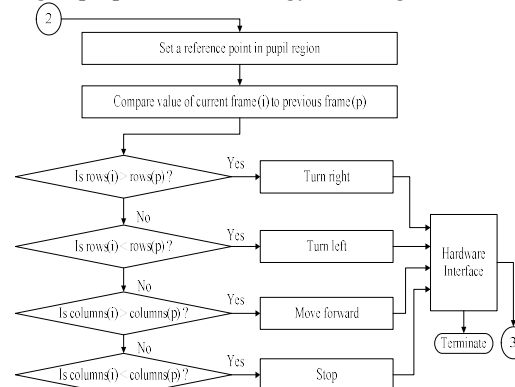 2
Set a reference point in pupil region
Compare value of current frame(i) to previous frame(p)
Is rows(i) > rows(p) ?
Yes
Turn right
No
Is rows(i) < rows(p) ?
Yes
Turn left
Hardware
Interface
No
Is columns(i) > columns(p) ?
Yes
Move forward
Terminate
3
No
Is columns(i) < columns(p) ?
Yes
Stop